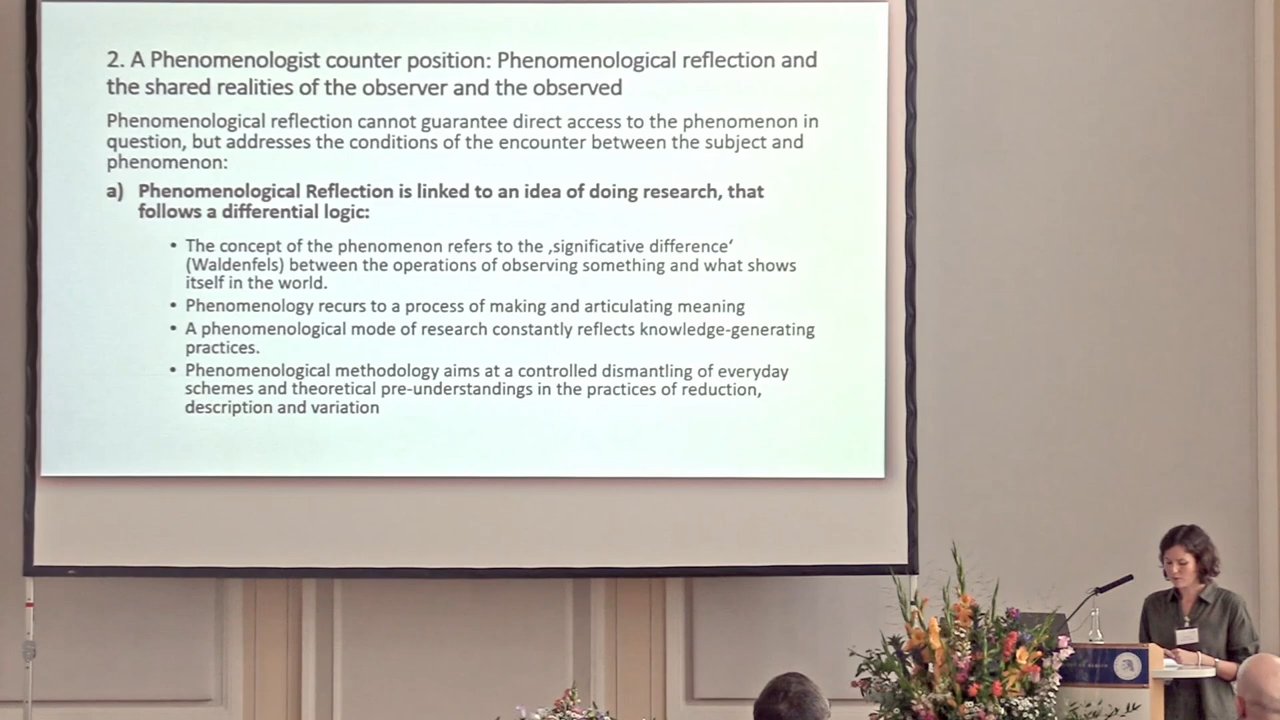 2. A Phenomenologist counter position: Phenomenological reflection and
the shared realities of the observer and the observed
Phenomenological reflection cannot guarantee direct access to the phenomenon in
question, but addresses the conditions of the encounter between the subject and
phenomenon:
a) Phenomenological Reflection is linked to an idea of doing research, that
follows a differential logic:
• The concept of the phenomenon refers to the ‚significative difference‘
(Waldenfels) between the operations of observing something and what shows
itself in the world.
• Phenomenology recurs to a process of making and articulating meaning
• A phenomenological mode of research constantly reflects knowledge-generating
practices.
• Phenomenological methodology aims at a controlled dismantling of everyday
schemes and theoretical pre-understandings in the practices of reduction,
description and variation